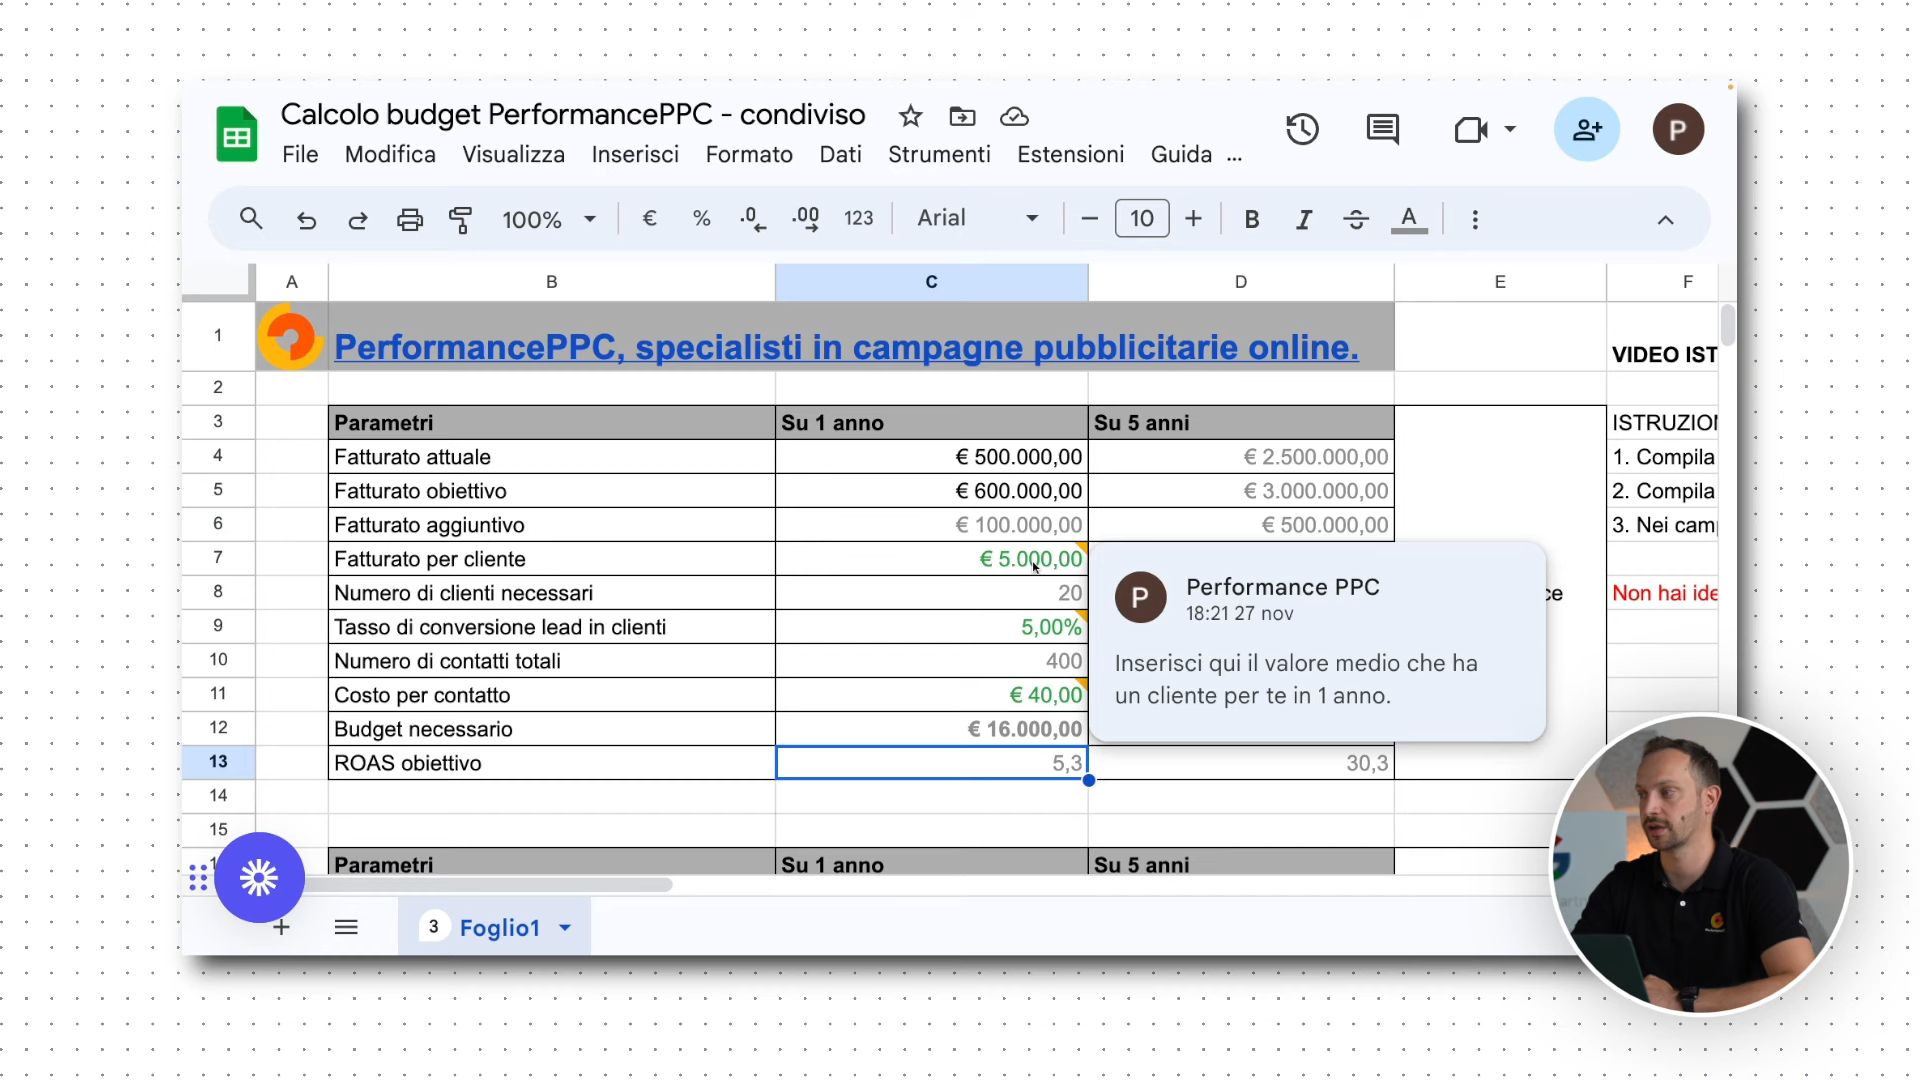 Calcolo budget PerformancePPC - condiviso
File Modifica Visualizza Inserisci Formato Dati Strumenti Estensioni Guida ...
P
100% € % .0 .00 123 Arial 10 B I S A
A B C D E F
1 PerformancePPC, specialisti in campagne pubblicitarie online. VIDEO IST
2
3 Parametri Su 1 anno Su 5 anni ISTRUZION
4 Fatturato attuale € 500.000,00 € 2.500.000,00 1. Compila
5 Fatturato obiettivo € 600.000,00 € 3.000.000,00 2. Compila
6 Fatturato aggiuntivo € 100.000,00 € 500.000,00 3. Nei cam
7 Fatturato per cliente € 5.000,00
8 Numero di clienti necessari 20 ce Non hai ide
9 Tasso di conversione lead in clienti 5,00%
10 Numero di contatti totali 400
11 Costo per contatto € 40,00
12 Budget necessario € 16.000,00
13 ROAS obiettivo 5,3 30,3
14
15
Parametri Su 1 anno Su 5 anni
P
Performance PPC
18:21 27 nov
Inserisci qui il valore medio che ha
un cliente per te in 1 anno.
3 Foglio1